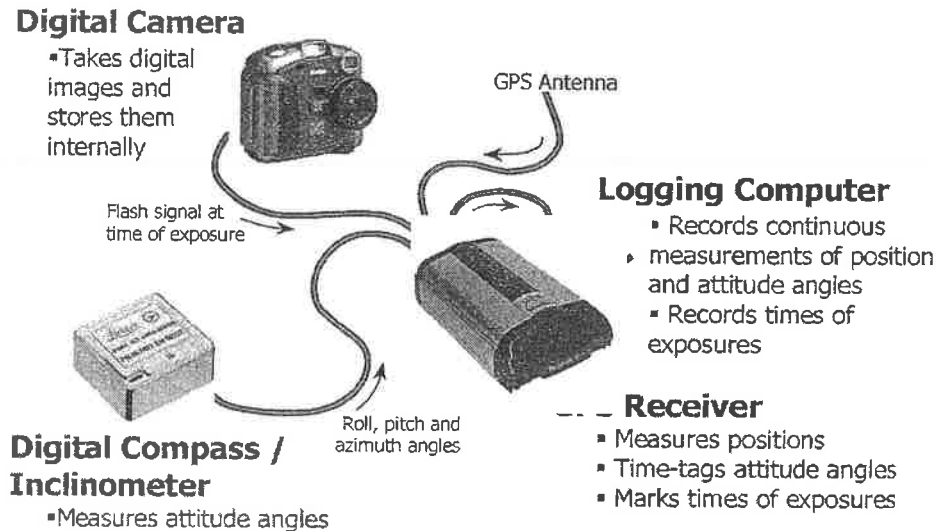 Digital Camera
▪Takes digital
images and
stores them
internally
GPS Antenna
Flash signal at
time of exposure
Logging Computer
▪ Records continuous
measurements of position
and attitude angles
▪ Records times of
exposures
Roll, pitch and
azimuth angles
Receiver
▪ Measures positions
▪ Time-tags attitude angles
▪ Marks times of exposures
Digital Compass /
Inclinometer
▪Measures attitude angles